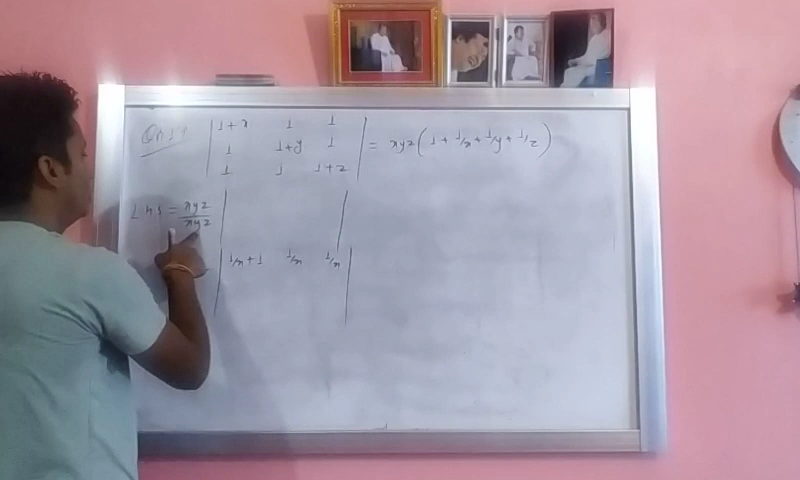 Qn 11 | 1+x 1 1 | = xyz(1 + 1/x + 1/y + 1/z)
1 1+y 1
1 1 1+z
LHS = xyz/xyz | |
| 1/x+1 1/x 1/x |